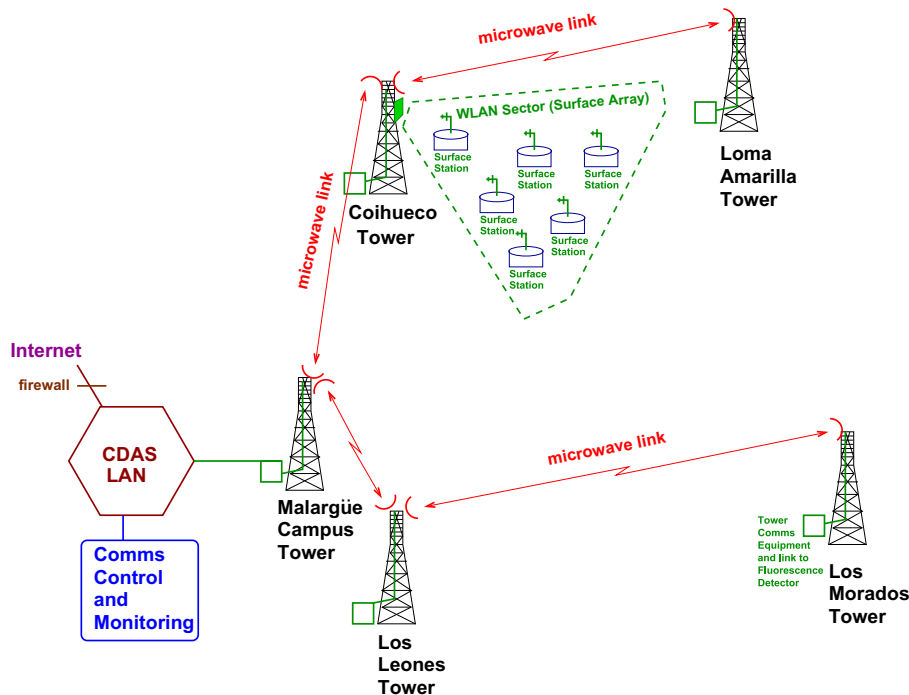 microwave link
WLAN Sector (Surface Array)
Surface
Station
Surface
Station
Surface
Station
Surface
Station
Surface
Station
Surface
Station
Loma
Amarilla
Tower
Coihueco
Tower
microwave link
Internet
firewall
CDAS
LAN
Malargüe
Campus
Tower
microwave link
Comms
Control
and
Monitoring
Tower
Comms
Equipment
and link to
Fluorescence
Detector
Los
Morados
Tower
Los
Leones
Tower